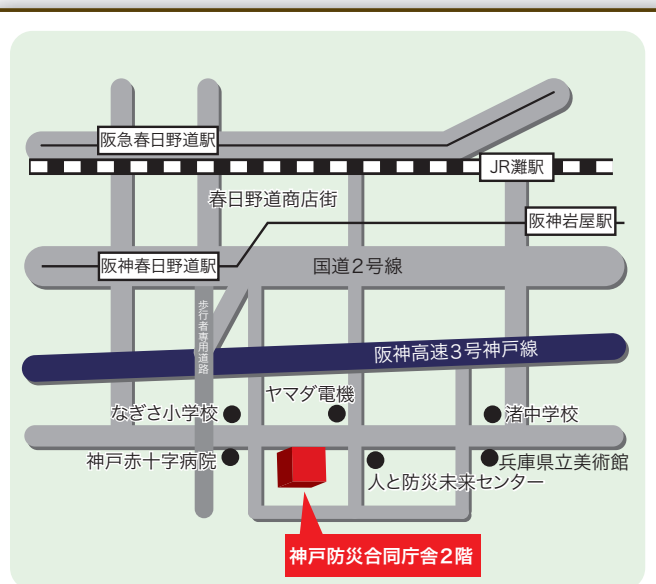 阪急春日野道駅
JR灘駅
春日野道商店街
阪神岩屋駅
阪神春日野道駅
国道2号線
歩行者専用道路
阪神高速3号神戸線
ヤマダ電機
なぎさ小学校
渚中学校
神戸赤十字病院
兵庫県立美術館
人と防災未来センター
神戸防災合同庁舎2階